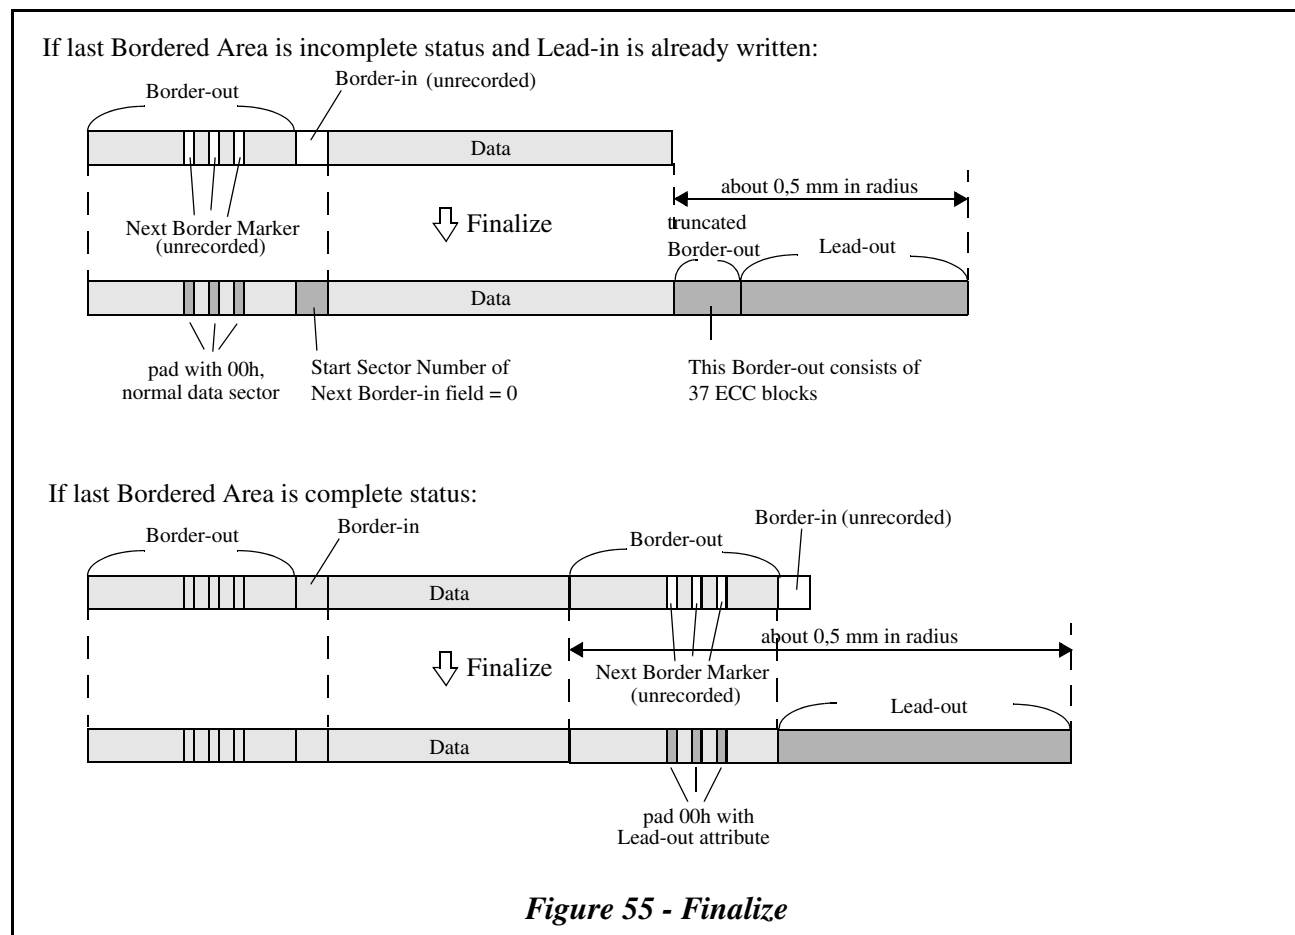 If last Bordered Area is incomplete status and Lead-in is already written:
Border-in (unrecorded)
Border-out
Data
about 0,5 mm in radius
Next Border Marker
(unrecorded)
Finalize
truncated
Border-out
Lead-out
Data
pad with 00h,
normal data sector
Start Sector Number of
Next Border-in field = 0
This Border-out consists of
37 ECC blocks
If last Bordered Area is complete status:
Border-out
Border-in
Border-out
Border-in (unrecorded)
Data
about 0,5 mm in radius
Finalize
Next Border Marker
(unrecorded)
Lead-out
Data
pad 00h with
Lead-out attribute
Figure 55 - Finalize